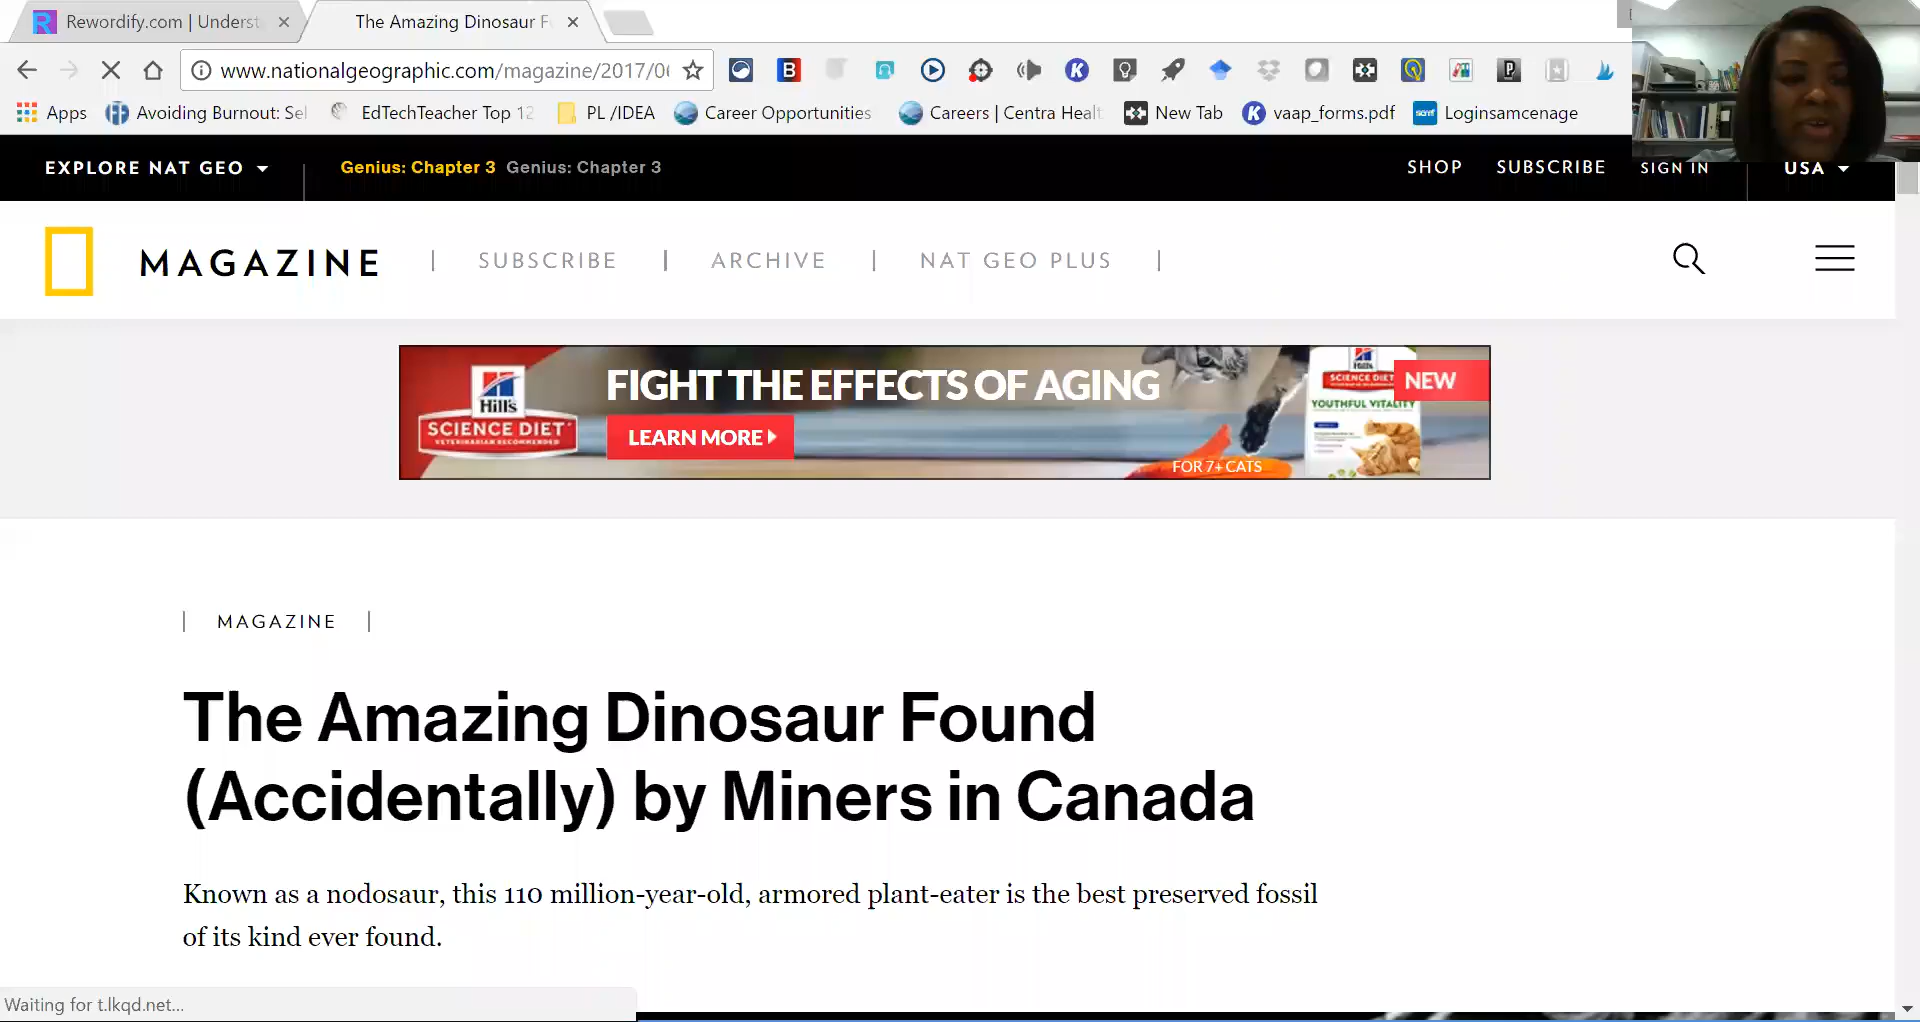 Rewordify.com | Underst
The Amazing Dinosaur F
www.nationalgeographic.com/magazine/2017/06
Apps
Avoiding Burnout: Sel
EdTechTeacher Top 12
PL /IDEA
Career Opportunities
Careers | Centra Healt
New Tab
vaap_forms.pdf
Loginsamcenage
EXPLORE NAT GEO
Genius: Chapter 3 Genius: Chapter 3
SHOP
SUBSCRIBE
SIGN IN
USA
MAGAZINE
SUBSCRIBE
ARCHIVE
NAT GEO PLUS
Hill's
SCIENCE DIET
VETERINARIAN RECOMMENDED
FIGHT THE EFFECTS OF AGING
LEARN MORE
FOR 7+ CATS
SCIENCE DIET
YOUTHFUL VITALITY
NEW
MAGAZINE
The Amazing Dinosaur Found
(Accidentally) by Miners in Canada
Known as a nodosaur, this 110 million-year-old, armored plant-eater is the best preserved fossil
of its kind ever found.
Waiting for t.lkqd.net...